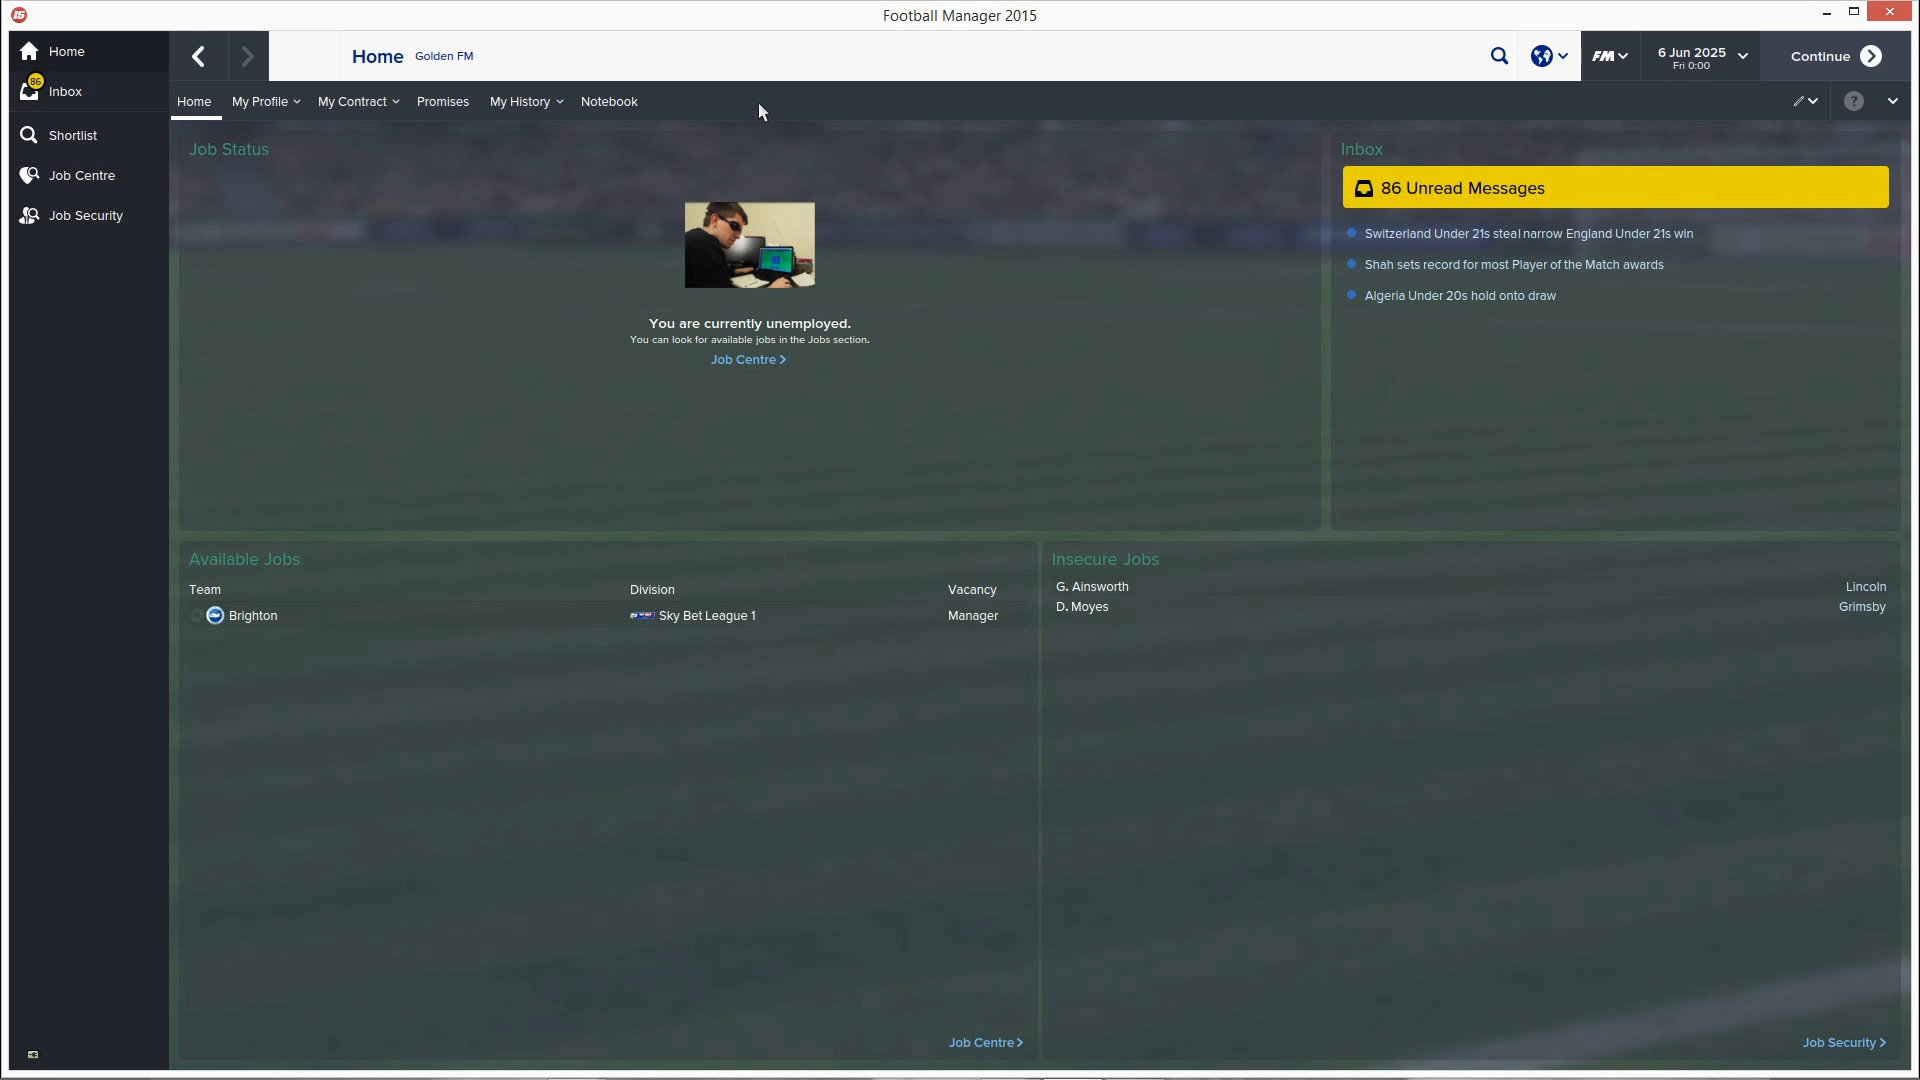 Football Manager 2015
Home
86
Inbox
Shortlist
Job Centre
Job Security
Home Golden FM
FM
6 Jun 2025
Fri 0:00
Continue
Home My Profile My Contract Promises My History Notebook
?
Job Status
You are currently unemployed.
You can look for available jobs in the Jobs section.
Job Centre >
Inbox
86 Unread Messages
Switzerland Under 21s steal narrow England Under 21s win
Shah sets record for most Player of the Match awards
Algeria Under 20s hold onto draw
Available Jobs
Team Division Vacancy
Brighton Sky Bet League 1 Manager
Job Centre >
Insecure Jobs
G. Ainsworth Lincoln
D. Moyes Grimsby
Job Security >